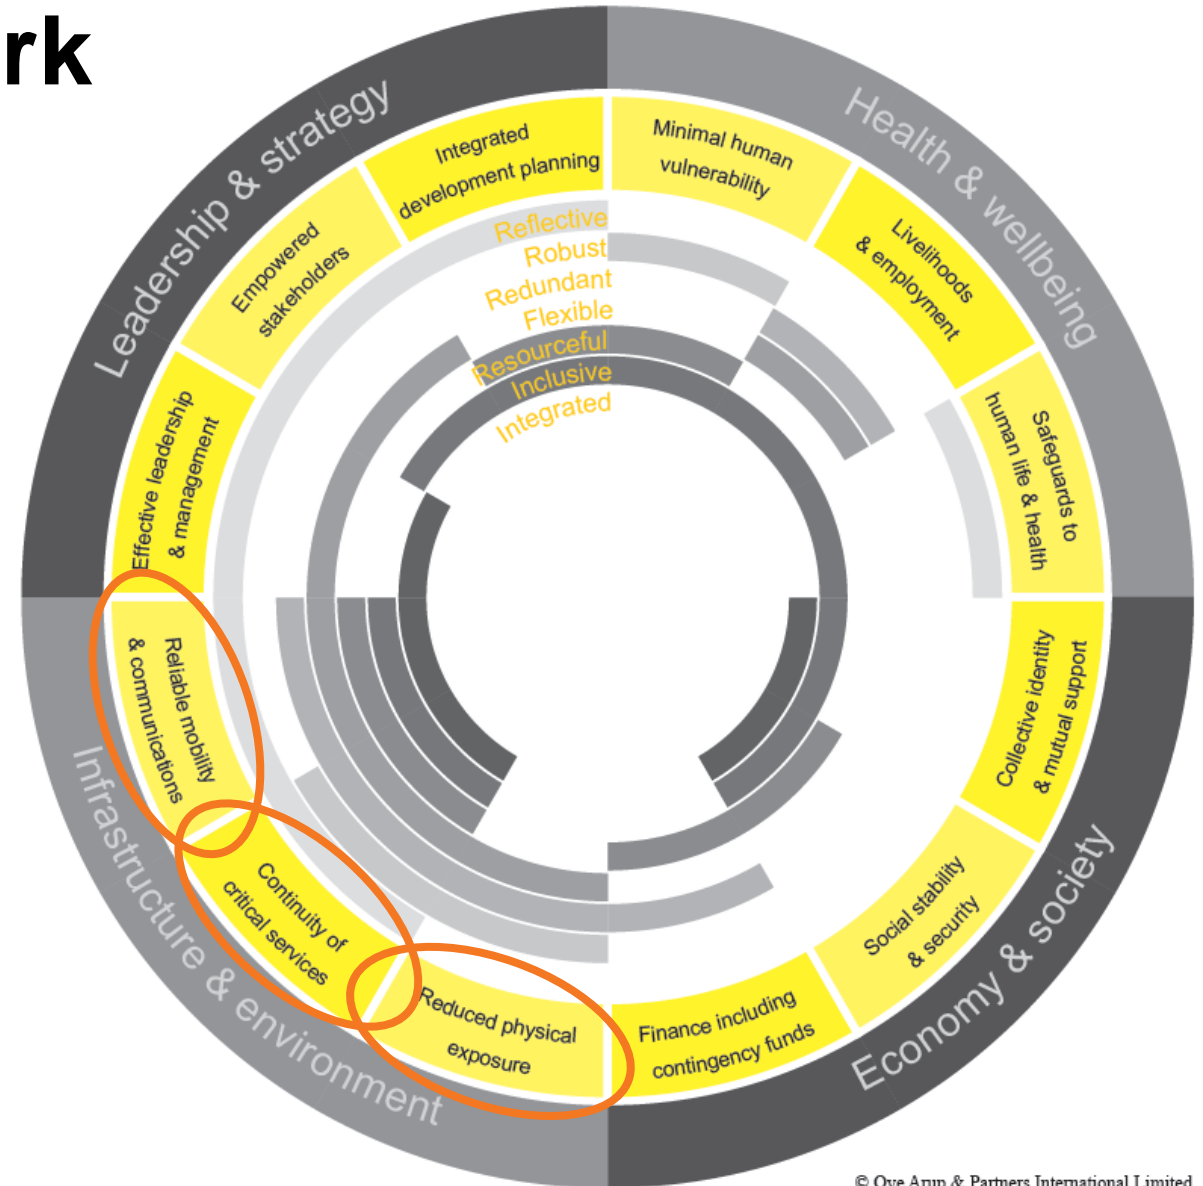 rk
Leadership & strategy
Health & wellbeing
Integrated
development planning
Minimal human
vulnerability
Empowered
stakeholders
Livelihoods
& employment
Reflective
Robust
Redundant
Flexible
Resourceful
Inclusive
Integrated
Effective leadership
& management
Safeguards to
human life & health
Reliable mobility
& communications
Collective identity
& mutual support
Continuity of
critical services
Social stability
& security
Reduced physical
exposure
Finance including
contingency funds
Infrastructure & environment
Economy & society
© Ove Arup & Partners International Limited